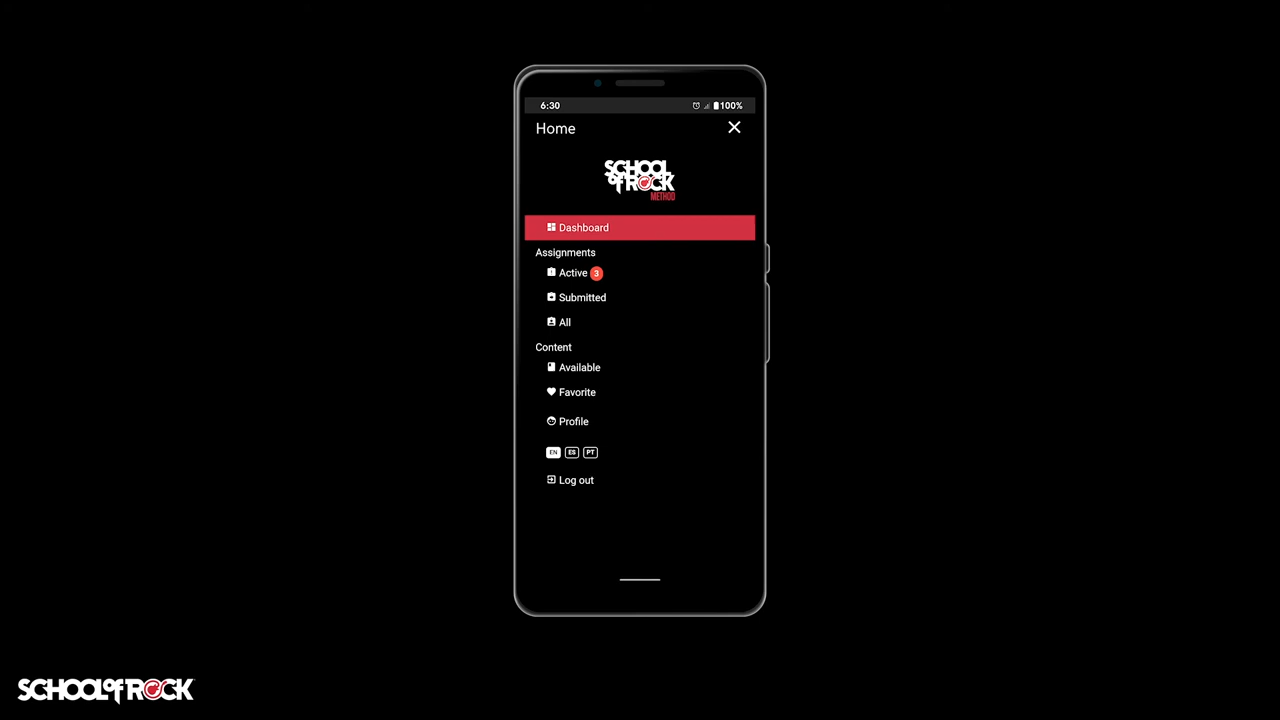 6:30
100%
Home
SCHOOL
of ROCK
METHOD
Dashboard
Assignments
Active 3
Submitted
All
Content
Available
Favorite
Profile
EN ES PT
Log out
SCHOOL of ROCK